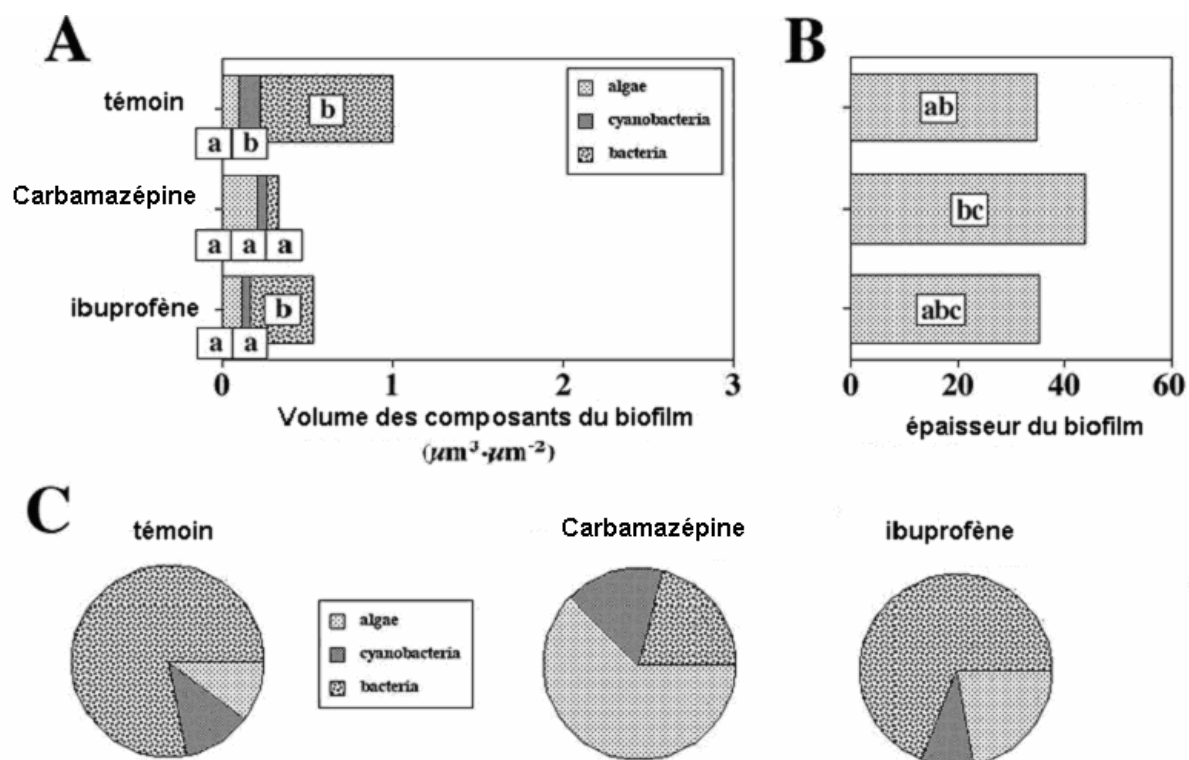 A
témoin
b
a b
algae
cyanobacteria
bacteria
Carbamazépine
a a a
ibuprofène
b
a a
0 1 2 3
Volume des composants du biofilm
(µm³·µm⁻²)
B
ab
bc
abc
0 20 40 60
épaisseur du biofilm
C
témoin
algae
cyanobacteria
bacteria
Carbamazépine
ibuprofène